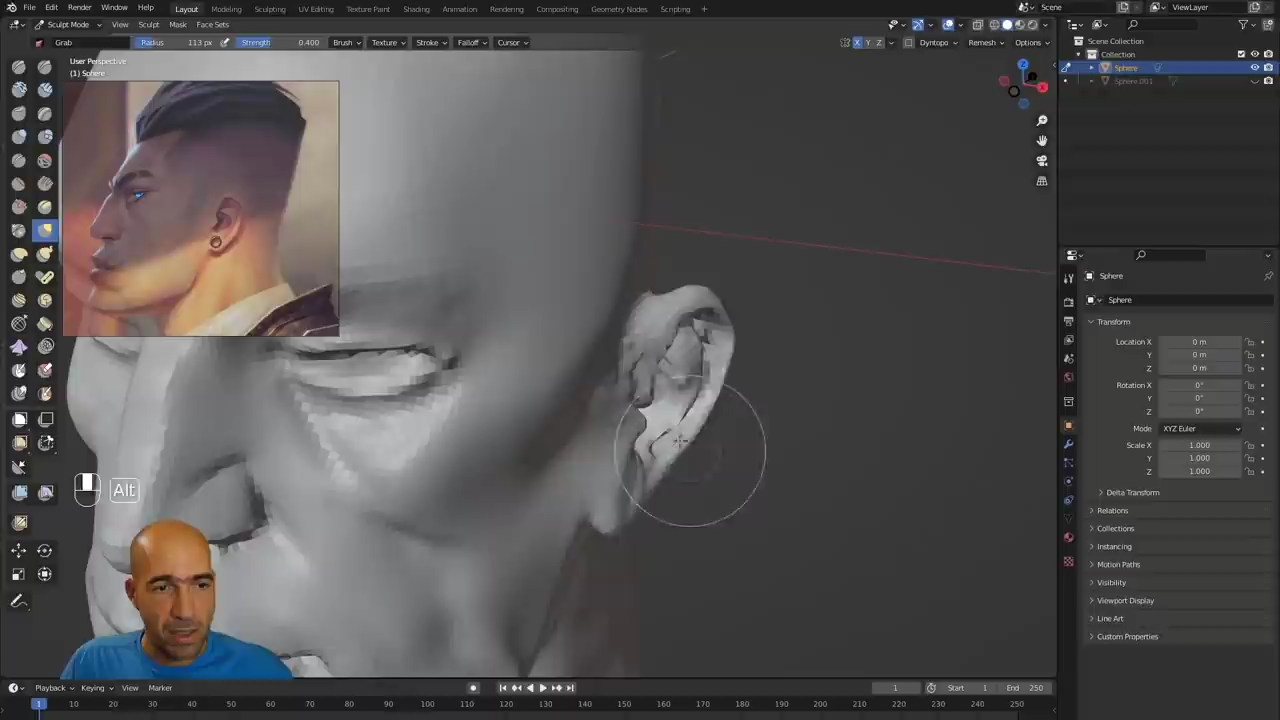 File Edit Render Window Help Layout Modeling Sculpting UV Editing Texture Paint Shading Animation Rendering Compositing Geometry Nodes Scripting + Scene ViewLayer
Sculpt Mode View Sculpt Mask Face Sets X Y Z Dyntopo Remesh Options
Grab Radius 113 px Strength 0.400 Brush Texture Stroke Falloff Cursor
User Perspective
(1) Sphere
Alt
Scene Collection
Collection
Sphere
Sphere.001
Sphere
Sphere
Transform
Location X 0 m
Y 0 m
Z 0 m
Rotation X 0°
Y 0°
Z 0°
Mode XYZ Euler
Scale X 1.000
Y 1.000
Z 1.000
Delta Transform
Relations
Collections
Instancing
Motion Paths
Visibility
Viewport Display
Line Art
Custom Properties
Playback Keying View Marker 1 Start 1 End 250
1 10 20 30 40 50 60 70 80 90 100 110 120 130 140 150 160 170 180 190 200 210 220 230 240 250